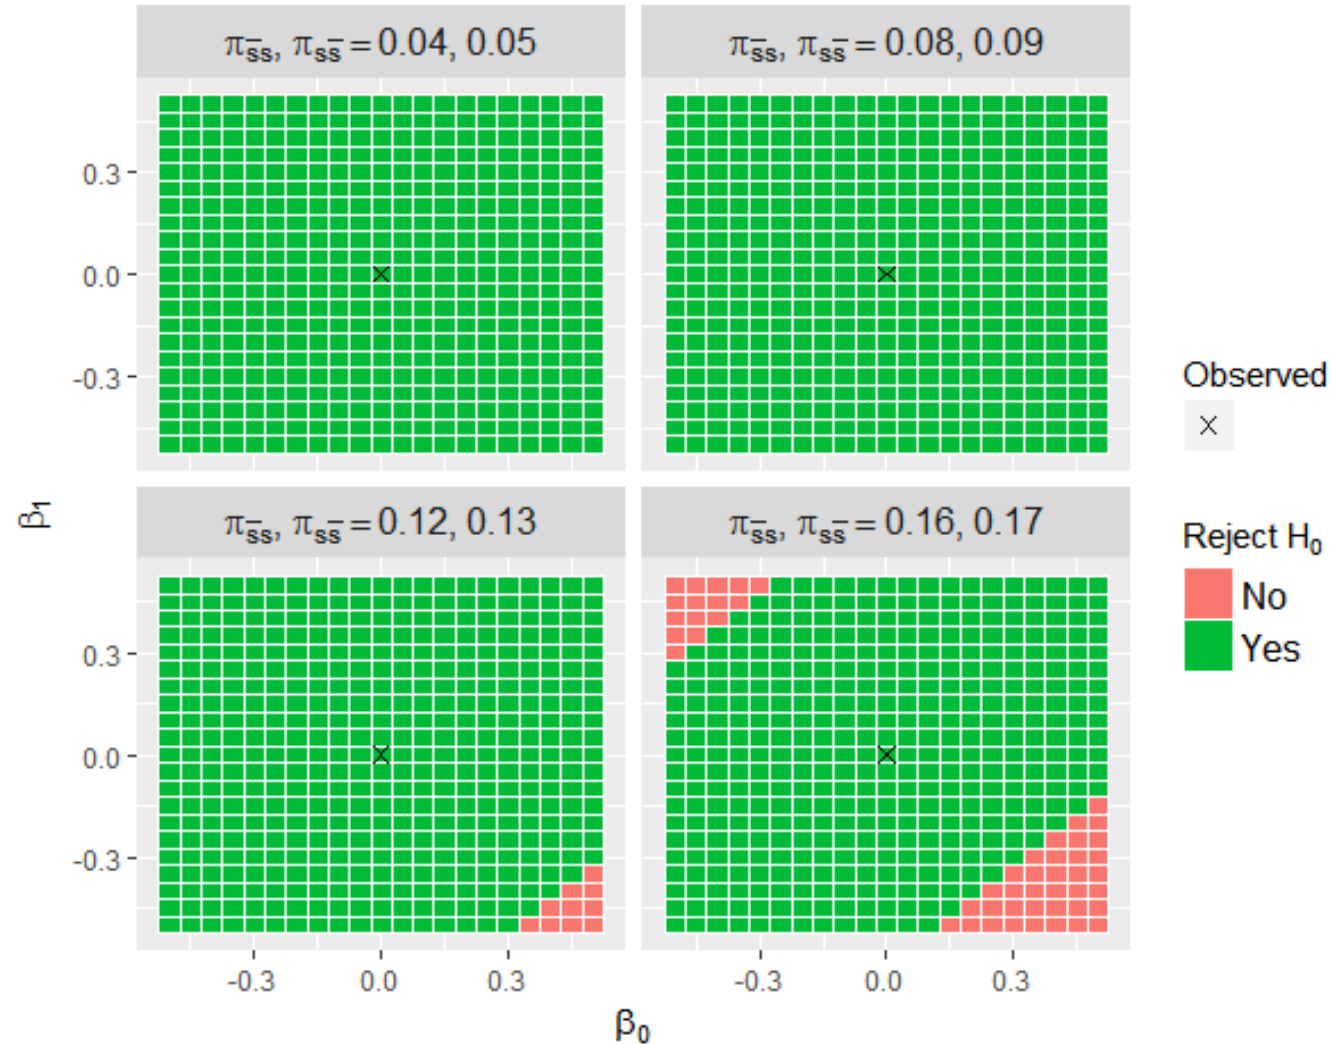 π_s̅s, π_ss̅ = 0.04, 0.05
π_s̅s, π_ss̅ = 0.08, 0.09
0.3
0.0
-0.3
Observed
×
β₁
π_s̅s, π_ss̅ = 0.12, 0.13
π_s̅s, π_ss̅ = 0.16, 0.17
Reject H₀
No
Yes
0.3
0.0
-0.3
-0.3 0.0 0.3
-0.3 0.0 0.3
β₀